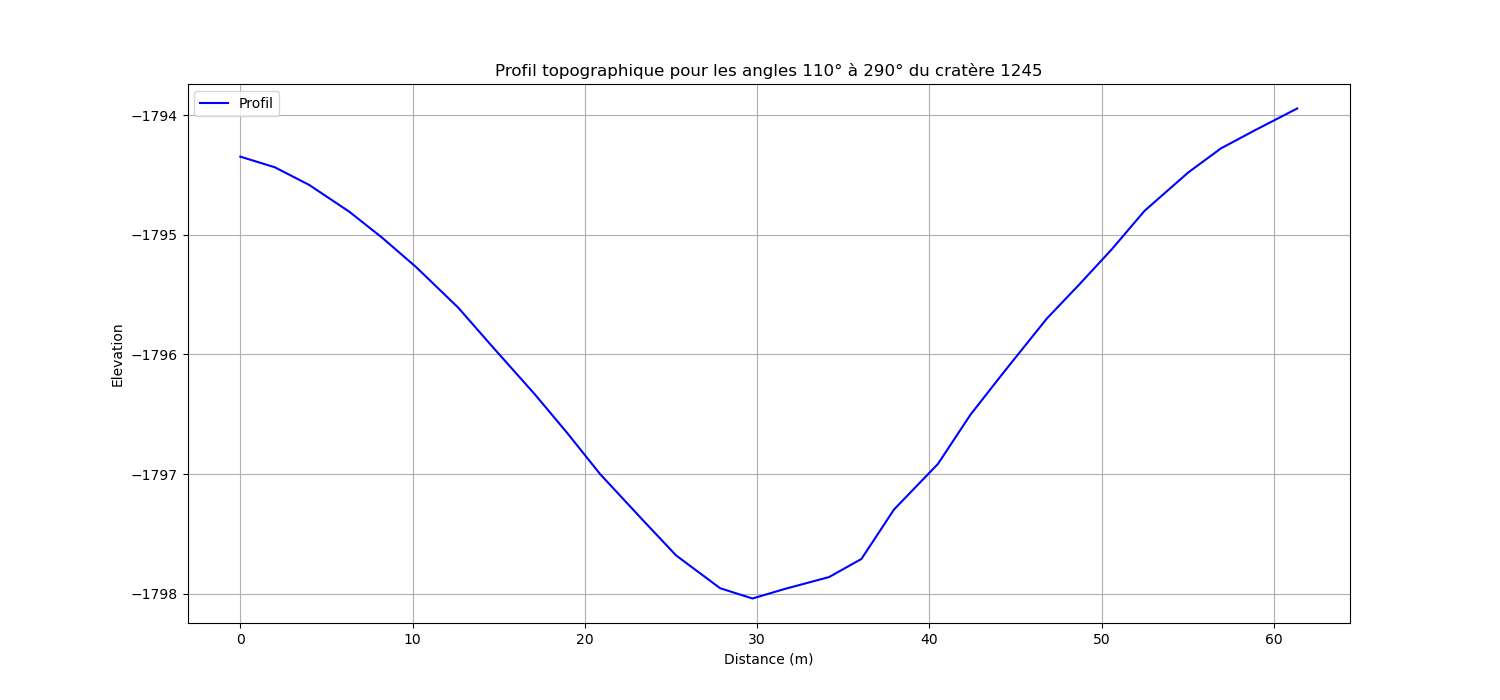 Profil topographique pour les angles 110° à 290° du cratère 1245
Profil
−1794
−1795
−1796
−1797
−1798
Elevation
0 10 20 30 40 50 60
Distance (m)